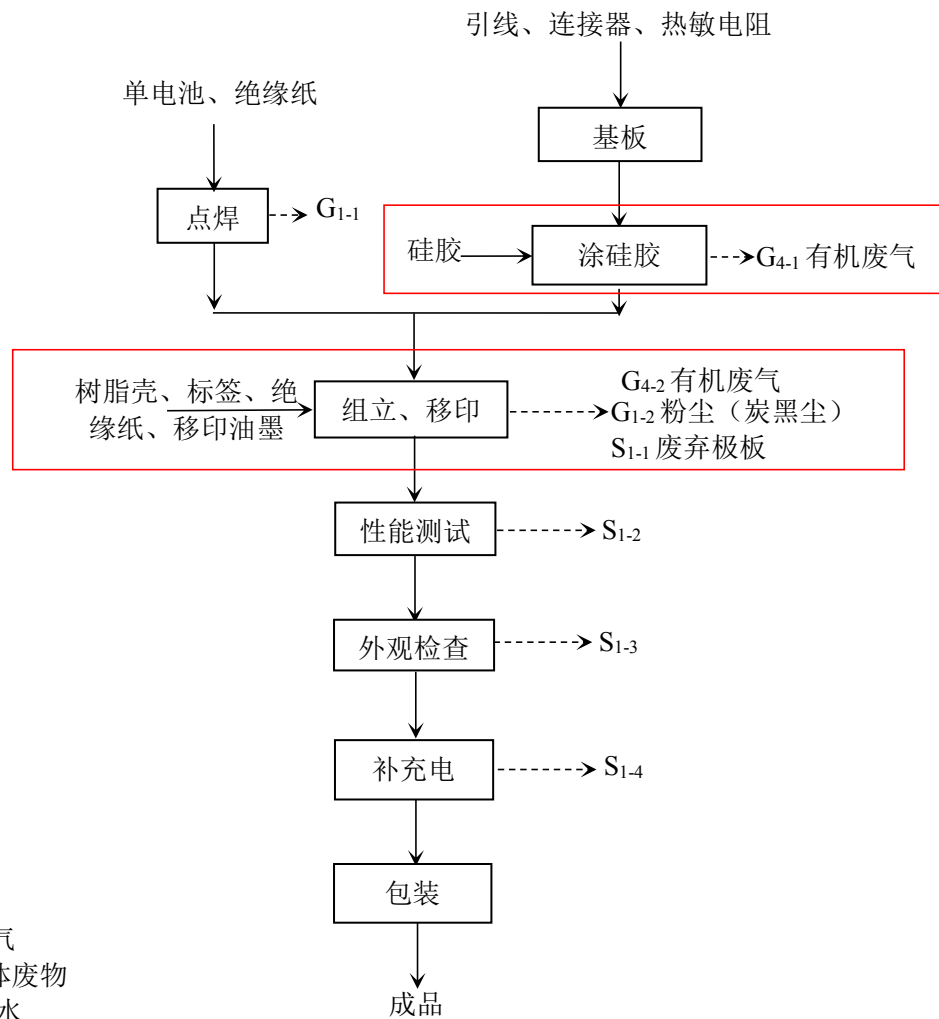 引线、连接器、热敏电阻
单电池、绝缘纸
基板
点焊
G1-1
硅胶
涂硅胶
G4-1 有机废气
树脂壳、标签、绝
缘纸、移印油墨
组立、移印
G4-2 有机废气
G1-2 粉尘（炭黑尘）
S1-1 废弃极板
性能测试
S1-2
外观检查
S1-3
补充电
S1-4
包装
气
体废物
水
成品